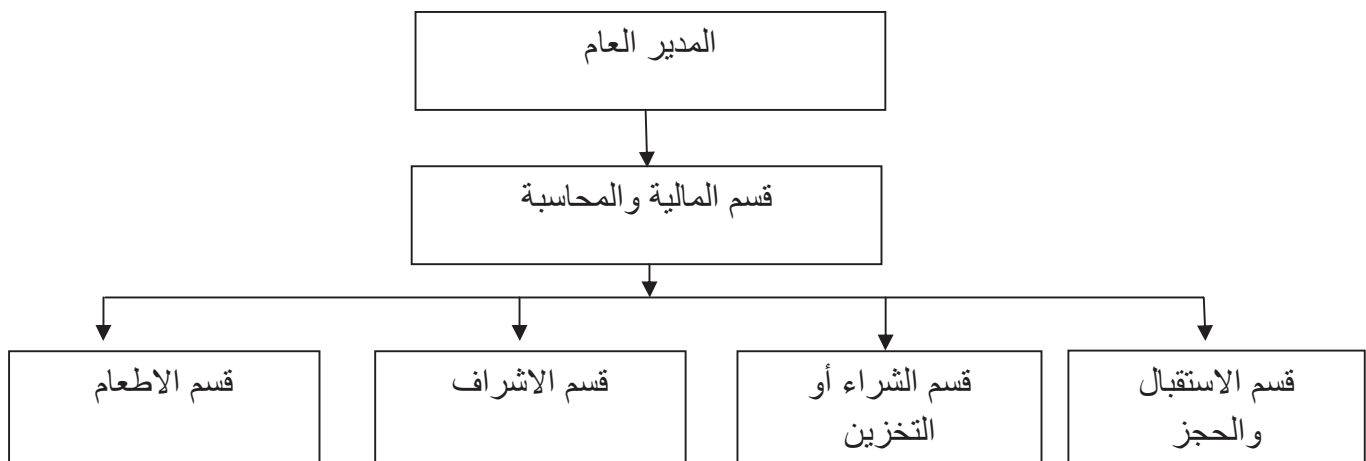 المدير العام
قسم المالية والمحاسبة
قسم الاستقبال
والحجز
قسم الشراء أو
التخزين
قسم الاشراف
قسم الاطعام